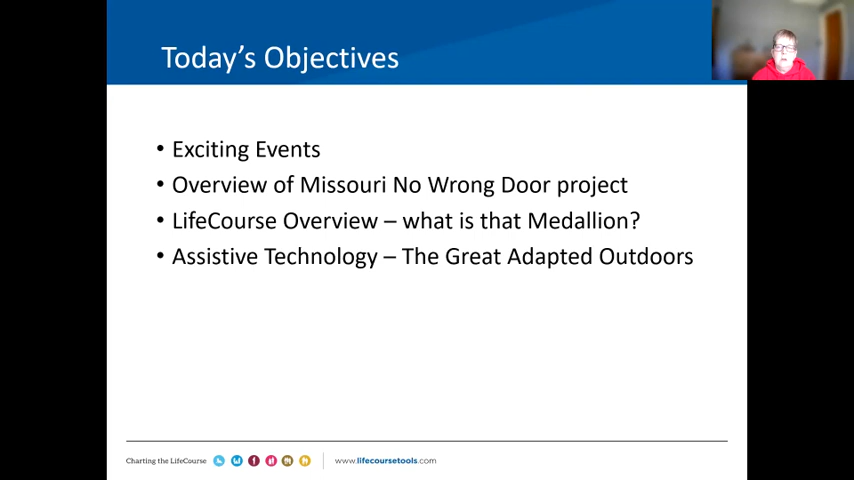 Today's Objectives
• Exciting Events
• Overview of Missouri No Wrong Door project
• LifeCourse Overview – what is that Medallion?
• Assistive Technology – The Great Adapted Outdoors
Charting the LifeCourse
www.lifecoursetools.com